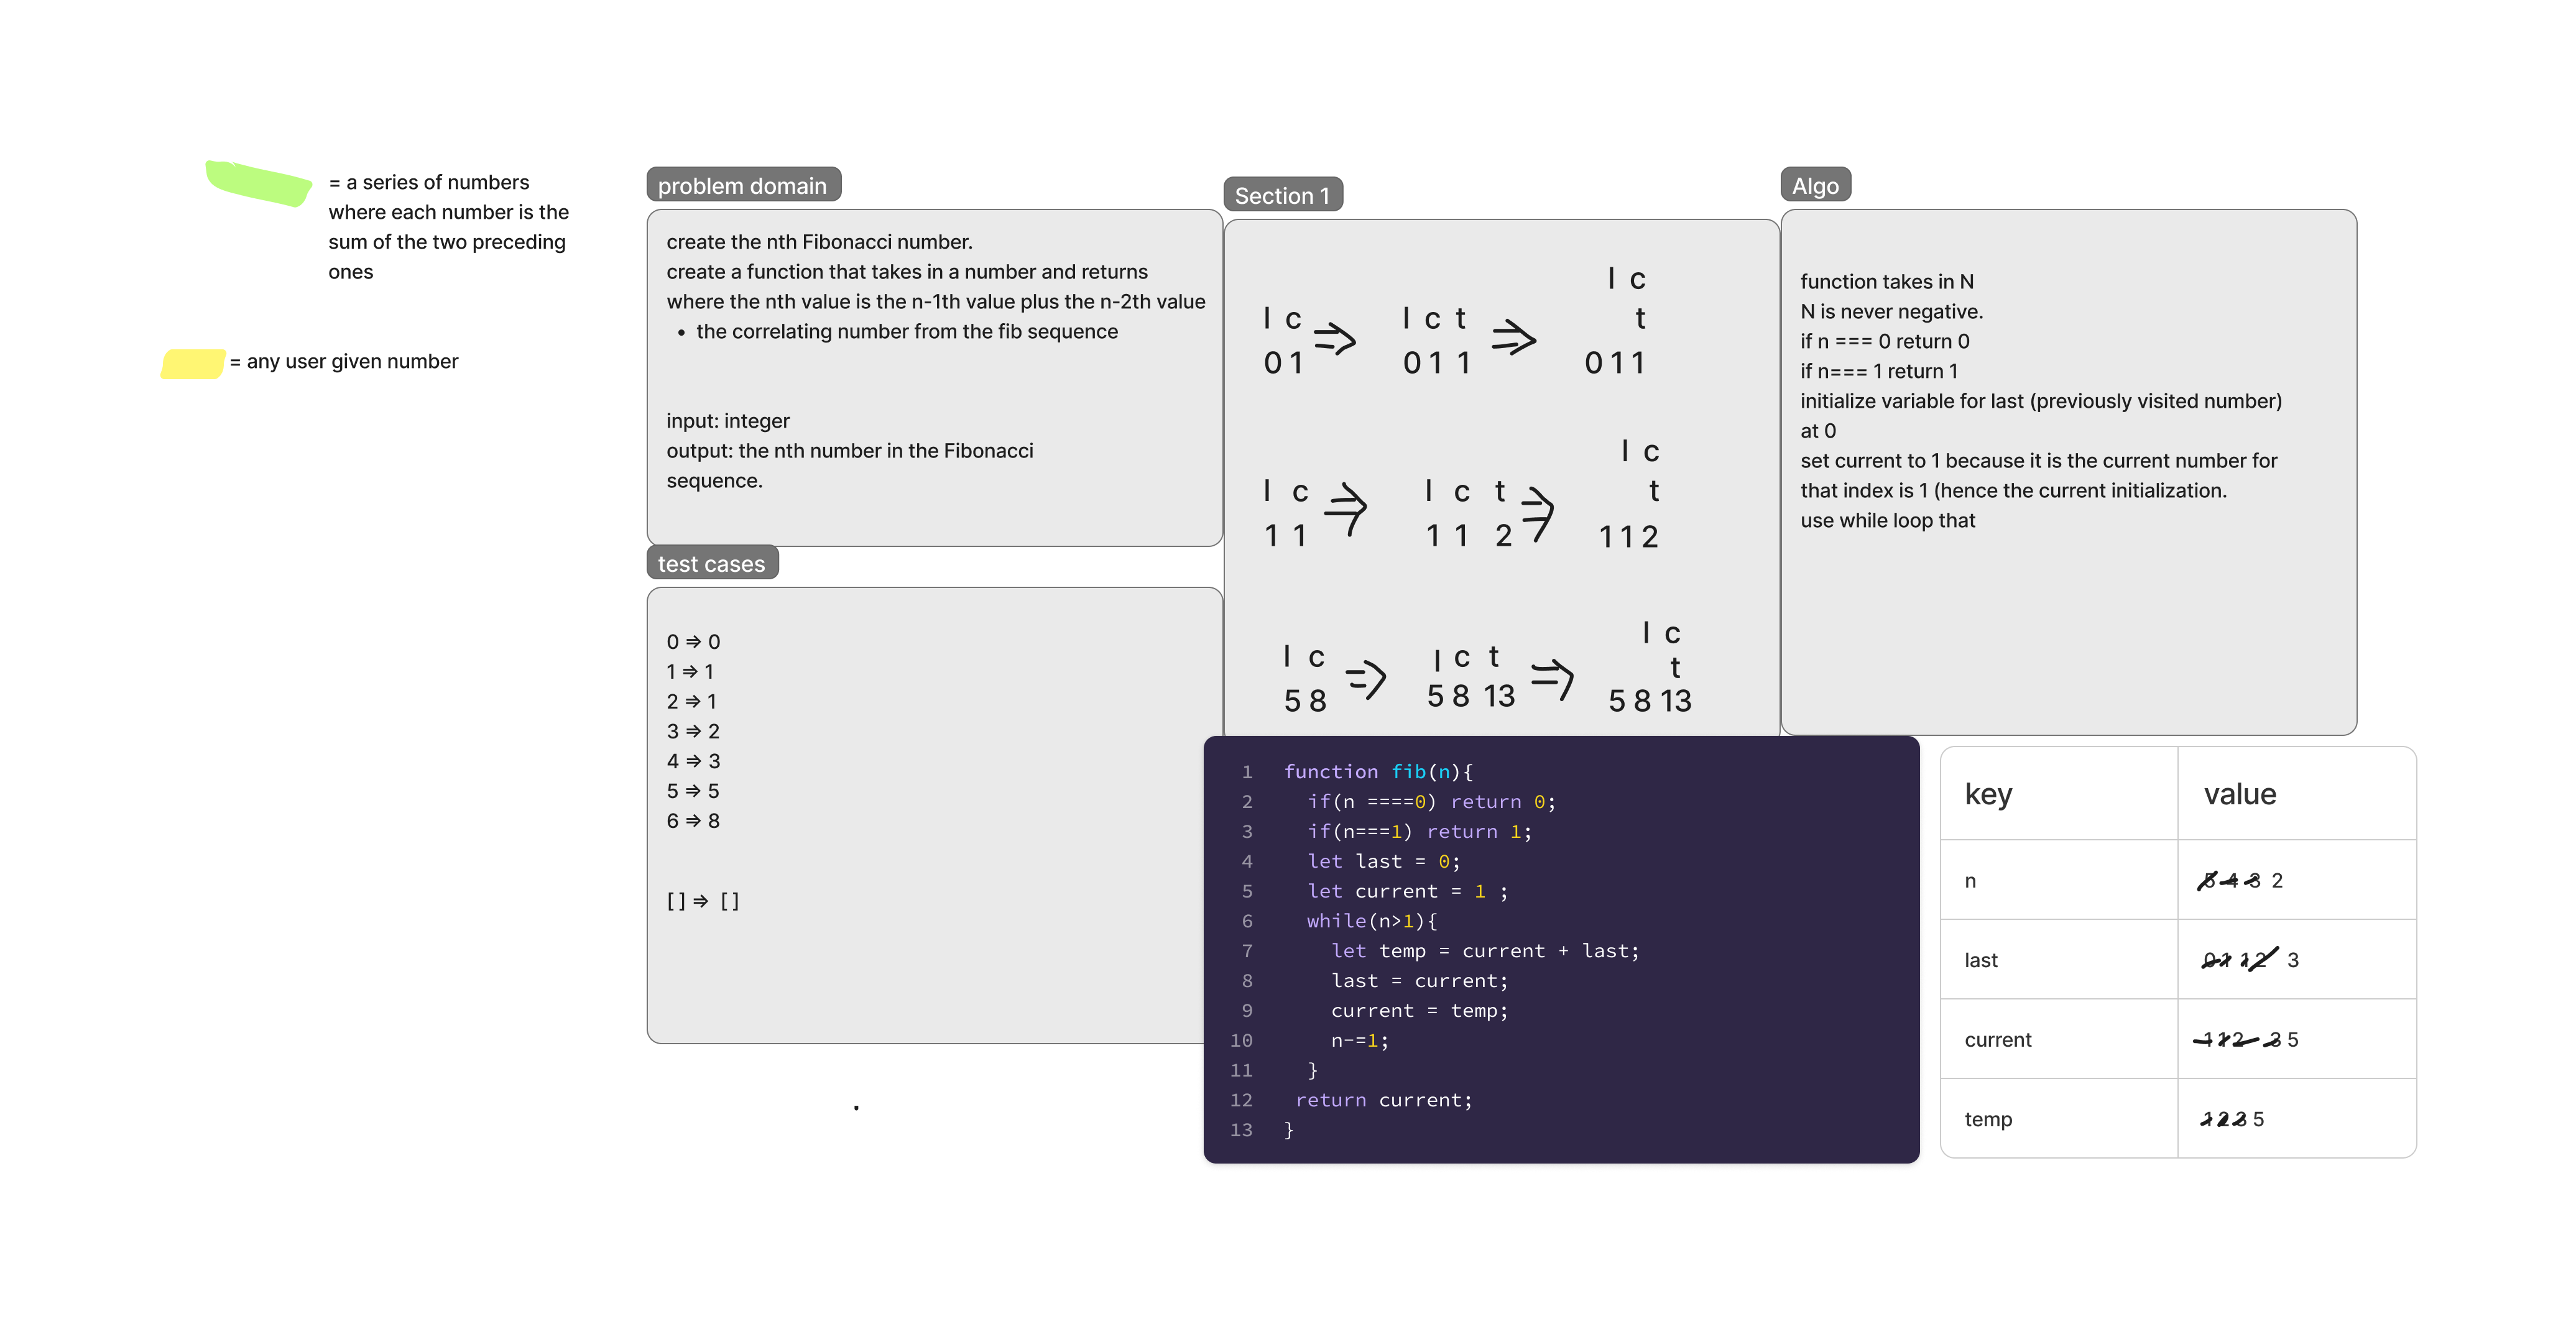 = a series of numbers
where each number is the
sum of the two preceding
ones
= any user given number
problem domain
create the nth Fibonacci number.
create a function that takes in a number and returns
where the nth value is the n-1th value plus the n-2th value
• the correlating number from the fib sequence
input: integer
output: the nth number in the Fibonacci
sequence.
test cases
0 => 0
1 => 1
2 => 1
3 => 2
4 => 3
5 => 5
6 => 8
[] => []
Section 1
l c
l c t
l c
t
0 1
0 1 1
0 1 1
l c
l c t
l c
t
1 1
1 1 2
1 1 2
l c
l c t
l c
t
5 8
5 8 13
5 8 13
Algo
function takes in N
N is never negative.
if n === 0 return 0
if n=== 1 return 1
initialize variable for last (previously visited number)
at 0
set current to 1 because it is the current number for
that index is 1 (hence the current initialization.
use while loop that
1 function fib(n){
2 if(n ====0) return 0;
3 if(n===1) return 1;
4 let last = 0;
5 let current = 1 ;
6 while(n>1){
7 let temp = current + last;
8 last = current;
9 current = temp;
10 n-=1;
11 }
12 return current;
13 }
key value
n 5 4 3 2
last 0 1 1 2 3
current 1 1 2 3 5
temp 1 2 3 5